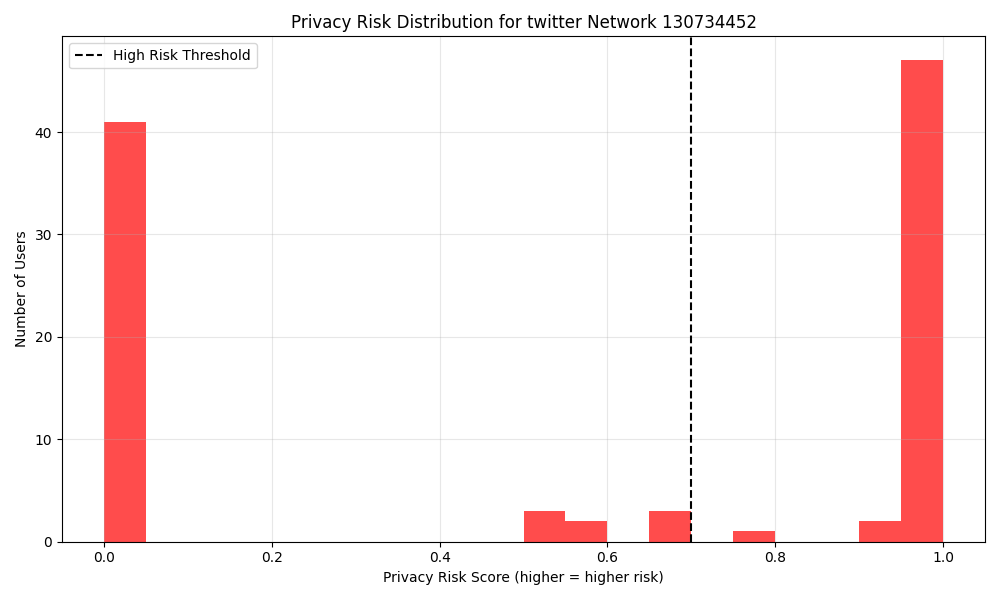 Privacy Risk Distribution for twitter Network 130734452
High Risk Threshold
Number of Users
40
30
20
10
0
0.0 0.2 0.4 0.6 0.8 1.0
Privacy Risk Score (higher = higher risk)